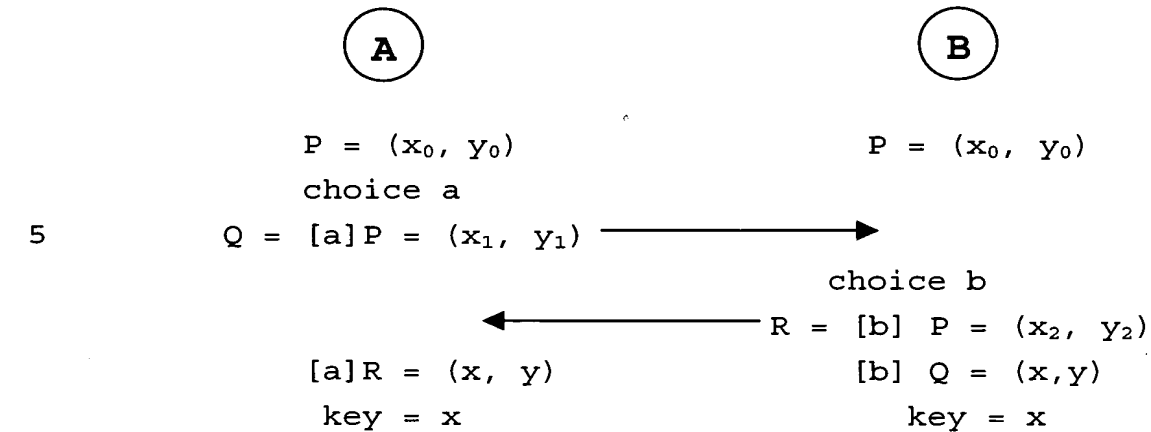 A B
P = (x₀, y₀) P = (x₀, y₀)
choice a
5 Q = [a]P = (x₁, y₁)
choice b
R = [b] P = (x₂, y₂)
[a]R = (x, y) [b] Q = (x,y)
key = x key = x